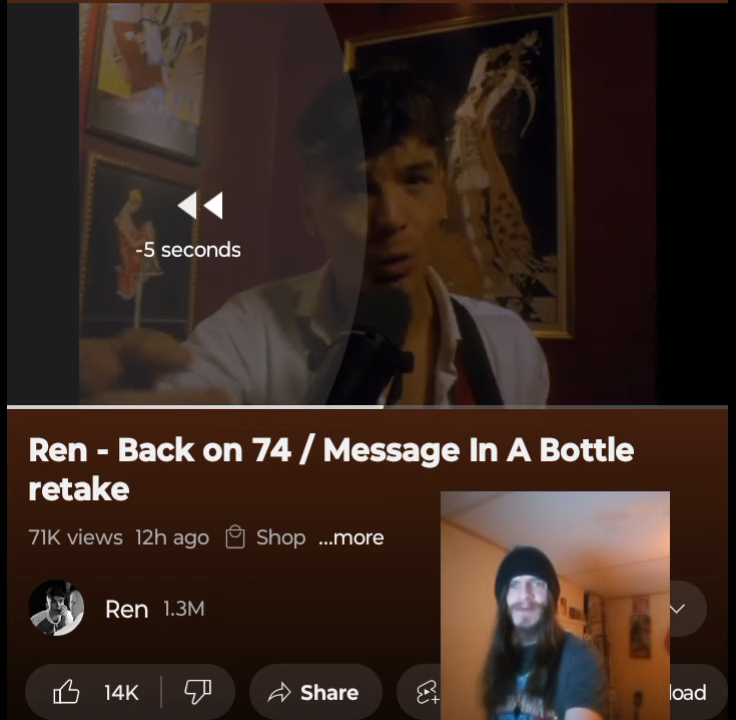 -5 seconds
Ren - Back on 74 / Message In A Bottle
retake
71K views 12h ago Shop ...more
Ren 1.3M
14K Share load